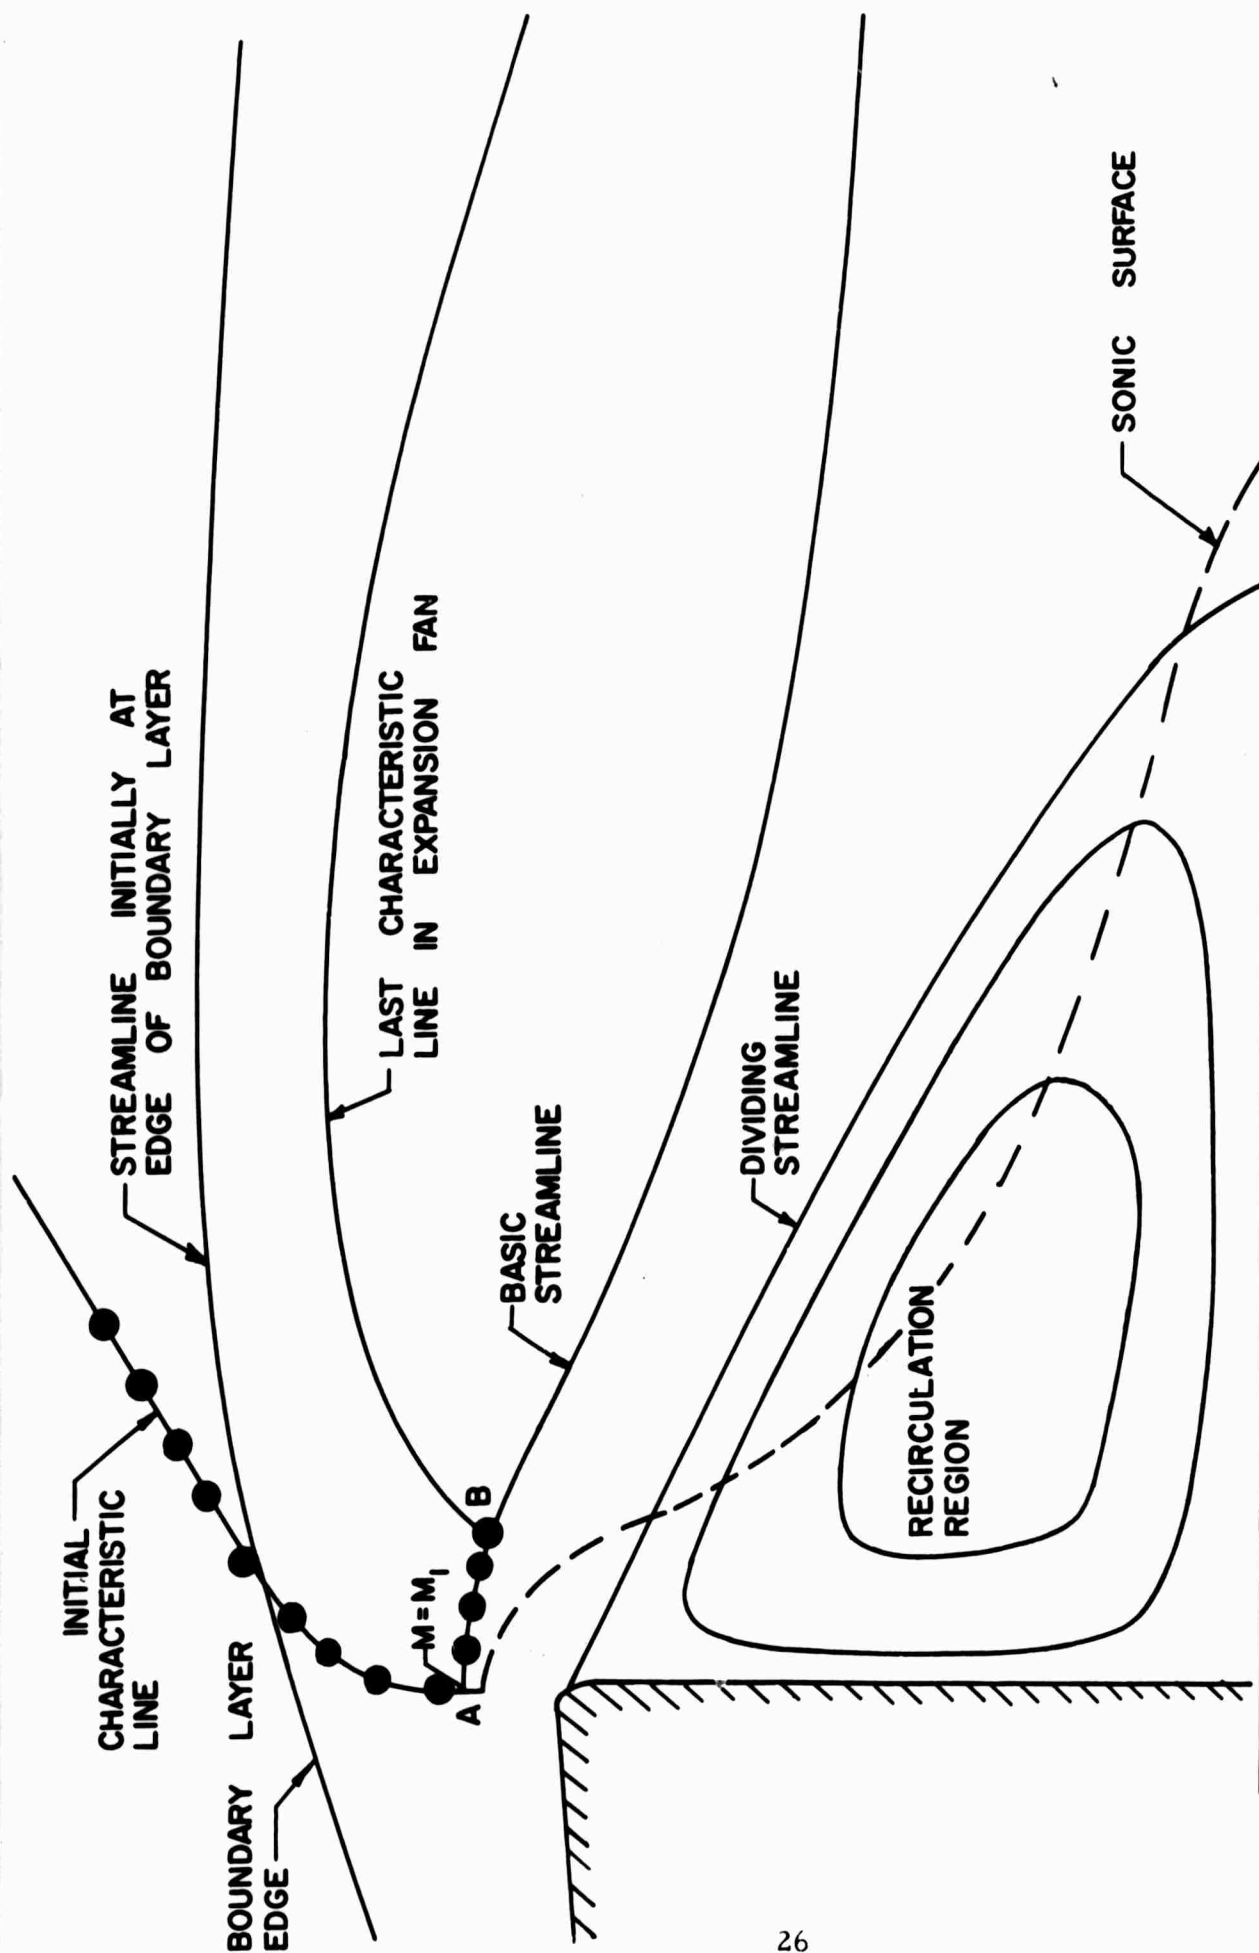 INITIAL
CHARACTERISTIC
LINE
STREAMLINE INITIALLY AT
EDGE OF BOUNDARY LAYER
BOUNDARY LAYER
EDGE
LAST CHARACTERISTIC
LINE IN EXPANSION FAN
M=M₁
A
B
BASIC
STREAMLINE
DIVIDING
STREAMLINE
RECIRCULATION
REGION
SONIC SURFACE
26